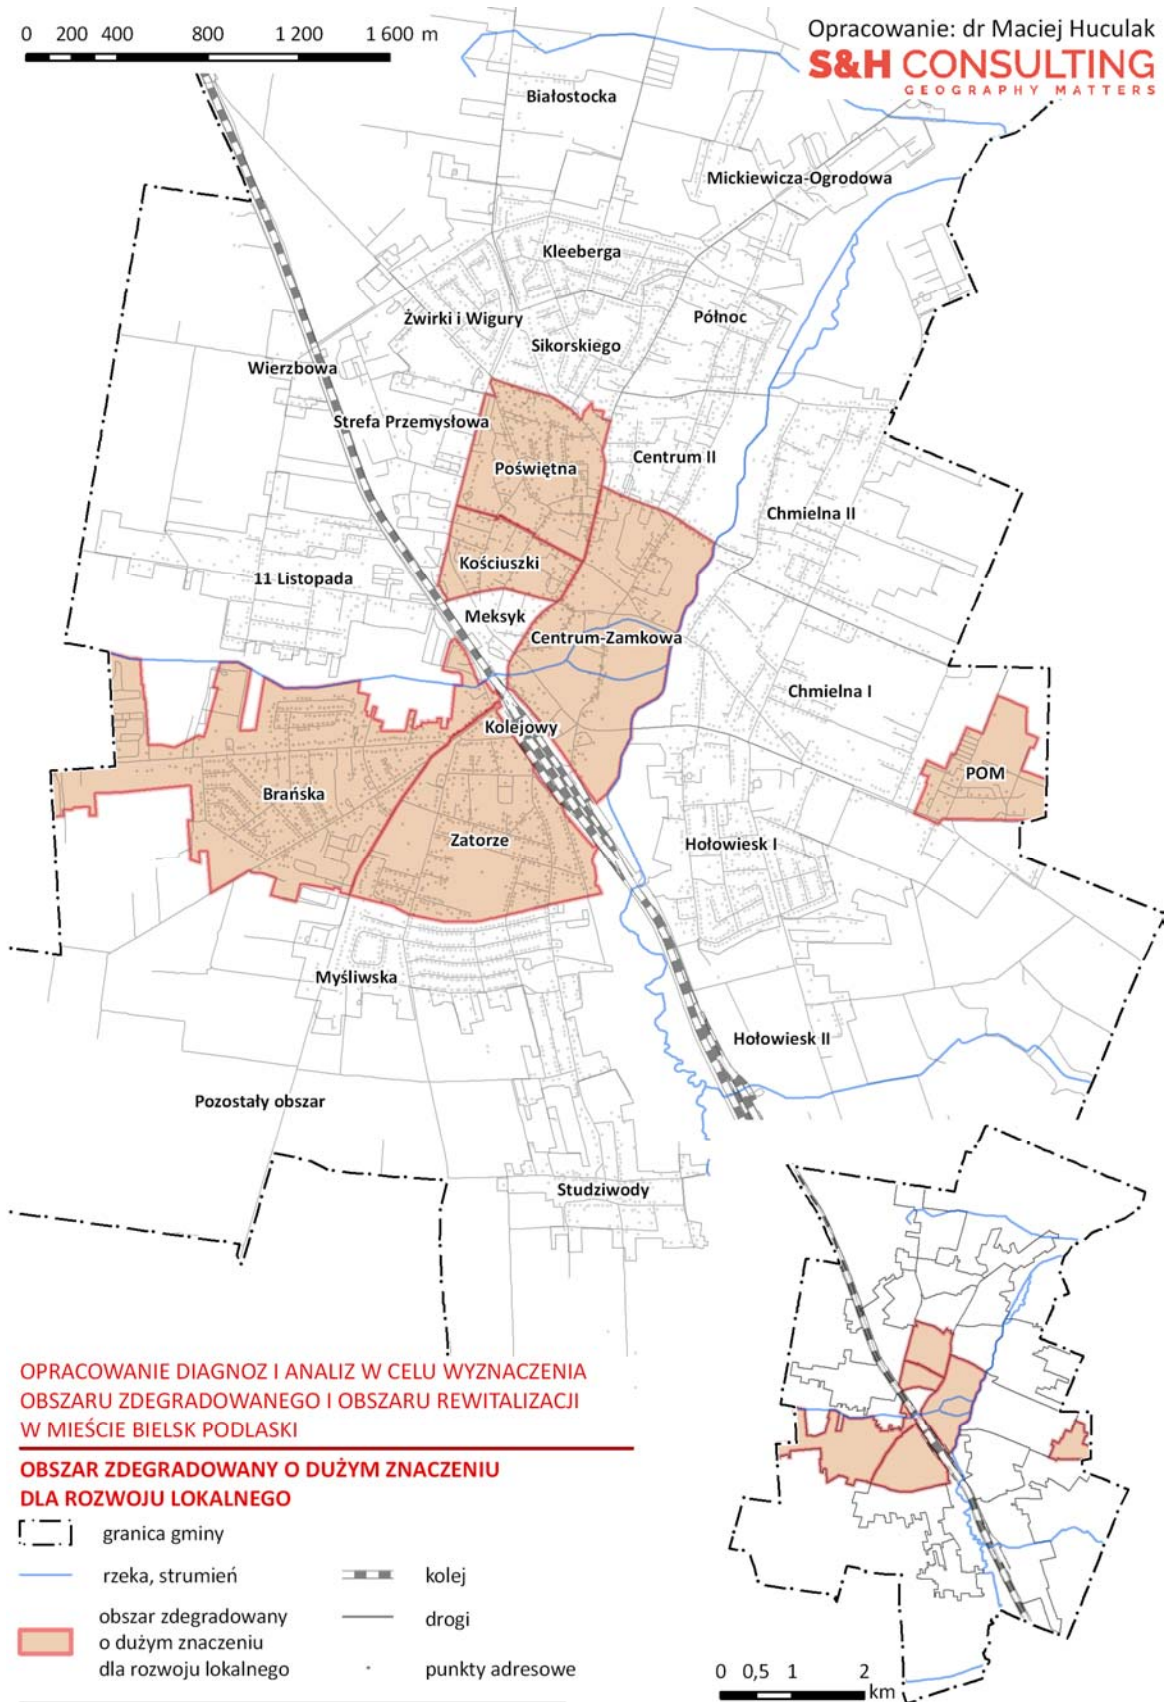 0 200 400 800 1 200 1 600 m
Opracowanie: dr Maciej Huculak
S&H CONSULTING
GEOGRAPHY MATTERS
Białostocka
Mickiewicza-Ogrodowa
Kleeberga
Żwirki i Wigury
Północ
Sikorskiego
Wierzbowa
Strefa Przemysłowa
Centrum II
Poświętna
Chmielna II
Kościuszki
11 Listopada
Meksyk
Centrum-Zamkowa
Chmielna I
Kolejowy
POM
Brańska
Zatorze
Hołowiesk I
Myśliwska
Hołowiesk II
Pozostały obszar
Studziwody
OPRACOWANIE DIAGNOZ I ANALIZ W CELU WYZNACZENIA
OBSZARU ZDEGRADOWANEGO I OBSZARU REWITALIZACJI
W MIEŚCIE BIELSK PODLASKI
OBSZAR ZDEGRADOWANY O DUŻYM ZNACZENIU
DLA ROZWOJU LOKALNEGO
granica gminy
rzeka, strumień
kolej
obszar zdegradowany
o dużym znaczeniu
dla rozwoju lokalnego
drogi
punkty adresowe
0 0,5 1 2
km